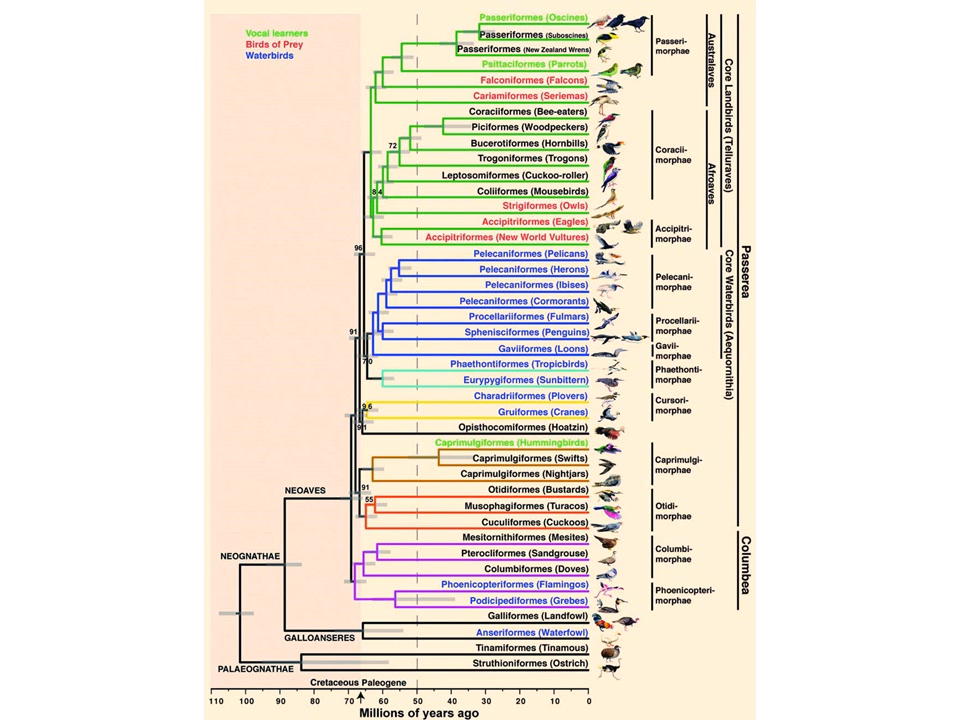 Vocal learners
Birds of Prey
Waterbirds
Passeriformes (Oscines)
Passeriformes (Suboscines)
Passeriformes (New Zealand Wrens)
Psittaciformes (Parrots)
Falconiformes (Falcons)
Cariamiformes (Seriemas)
Coraciiformes (Bee-eaters)
Piciformes (Woodpeckers)
72
Bucerotiformes (Hornbills)
Trogoniformes (Trogons)
Leptosomiformes (Cuckoo-roller)
84
Coliiformes (Mousebirds)
Strigiformes (Owls)
Accipitriformes (Eagles)
Accipitriformes (New World Vultures)
96
Pelecaniformes (Pelicans)
Pelecaniformes (Herons)
Pelecaniformes (Ibises)
Pelecaniformes (Cormorants)
Procellariiformes (Fulmars)
91
Sphenisciformes (Penguins)
Gaviiformes (Loons)
70
Phaethontiformes (Tropicbirds)
Eurypygiformes (Sunbittern)
Charadriiformes (Plovers)
96
Gruiformes (Cranes)
91
Opisthocomiformes (Hoatzin)
Caprimulgiformes (Hummingbirds)
Caprimulgiformes (Swifts)
Caprimulgiformes (Nightjars)
91
NEOAVES
Otidiformes (Bustards)
55
Musophagiformes (Turacos)
Cuculiformes (Cuckoos)
Mesitornithiformes (Mesites)
Pterocliformes (Sandgrouse)
NEOGNATHAE
Columbiformes (Doves)
Phoenicopteriformes (Flamingos)
Podicipediformes (Grebes)
Galliformes (Landfowl)
GALLOANSERES
Anseriformes (Waterfowl)
Tinamiformes (Tinamous)
PALAEOGNATHAE
Struthioniformes (Ostrich)
Passeri-
morphae
Coracii-
morphae
Accipitri-
morphae
Pelecani-
morphae
Procellarii-
morphae
Gavii-
morphae
Phaethonti-
morphae
Cursori-
morphae
Caprimulgi-
morphae
Otidi-
morphae
Columbi-
morphae
Phoenicopteri-
morphae
Australaves
Afroaves
Core Landbirds (Telluraves)
Core Waterbirds (Aequornithia)
Passerea
Columbea
Cretaceous Paleogene
110 100 90 80 70 60 50 40 30 20 10 0
Millions of years ago